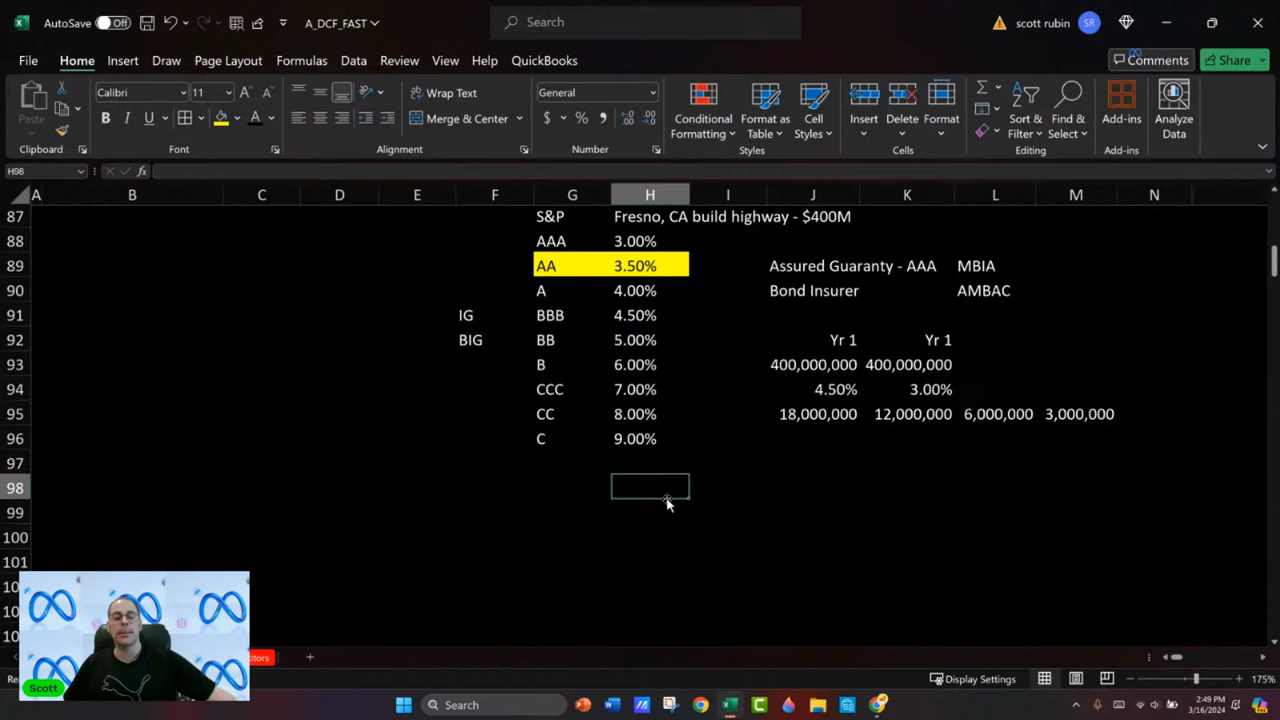 AutoSave Off A_DCF_FAST Search scott rubin SR
File Home Insert Draw Page Layout Formulas Data Review View Help QuickBooks Comments Share
Calibri 11 A A Wrap Text General
Paste B I U A Merge & Center $ % 9 Conditional Formatting Format as Table Cell Styles Insert Delete Format Sort & Filter Find & Select Add-ins Analyze Data
Clipboard Font Alignment Number Styles Cells Editing Add-ins
H98 fx
A B C D E F G H I J K L M N
87 S&P Fresno, CA build highway - $400M
88 AAA 3.00%
89 AA 3.50% Assured Guaranty - AAA MBIA
90 A 4.00% Bond Insurer AMBAC
91 IG BBB 4.50%
92 BIG BB 5.00% Yr 1 Yr 1
93 B 6.00% 400,000,000 400,000,000
94 CCC 7.00% 4.50% 3.00%
95 CC 8.00% 18,000,000 12,000,000 6,000,000 3,000,000
96 C 9.00%
97
98
99
100
101
Scott
Display Settings 175%
Search 2:49 PM
3/16/2024